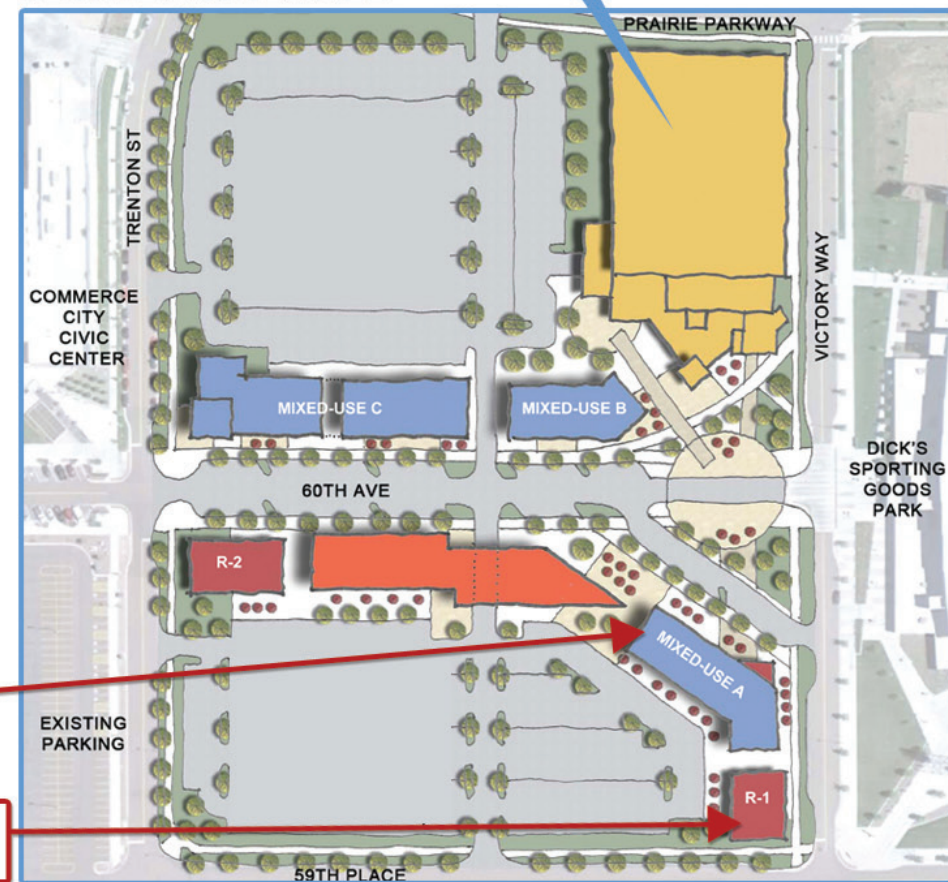 PRAIRIE PARKWAY
TRENTON ST
COMMERCE
CITY
CIVIC
CENTER
VICTORY WAY
MIXED-USE C
MIXED-USE B
DICK'S
SPORTING
GOODS
PARK
60TH AVE
R-2
MIXED-USE A
EXISTING
PARKING
R-1
59TH PLACE